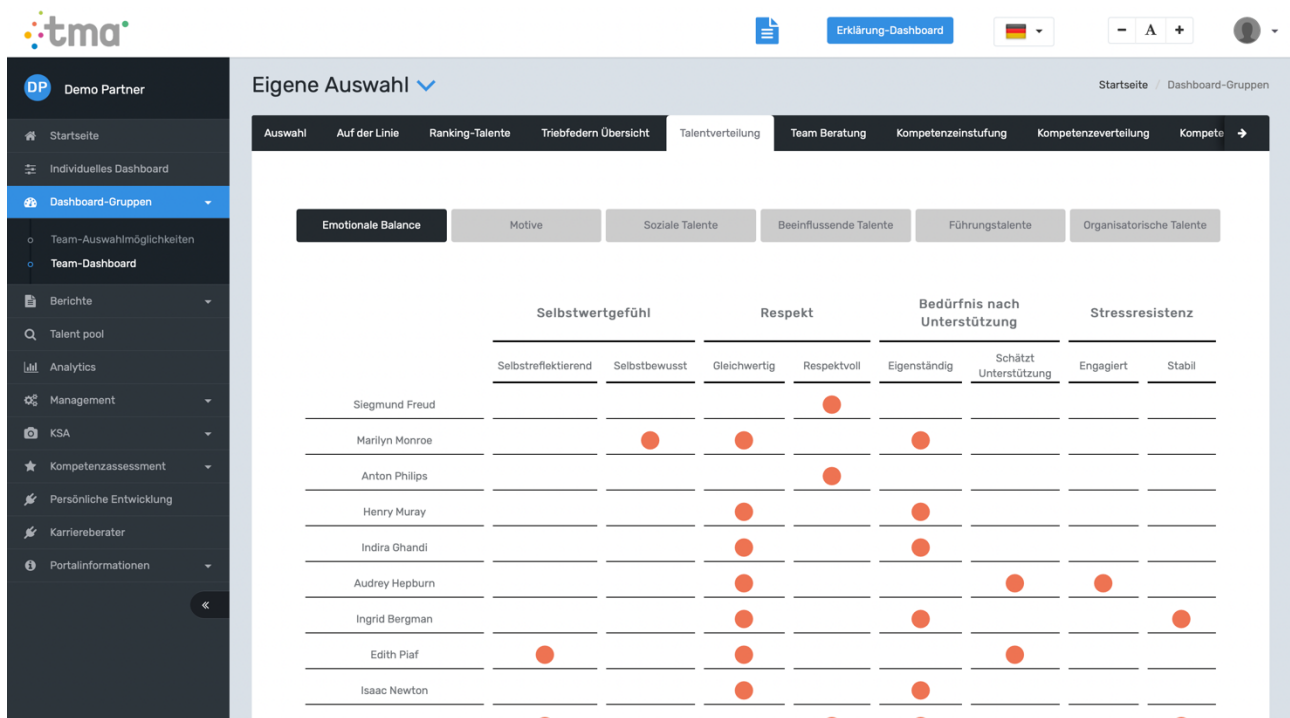 tma
Erklärung-Dashboard
- A +
DP Demo Partner
Eigene Auswahl
Startseite / Dashboard-Gruppen
Startseite
Individuelles Dashboard
Dashboard-Gruppen
Team-Auswahlmöglichkeiten
Team-Dashboard
Berichte
Talent pool
Analytics
Management
KSA
Kompetenzassessment
Persönliche Entwicklung
Karriereberater
Portalinformationen
Auswahl Auf der Linie Ranking-Talente Triebfedern Übersicht Talentverteilung Team Beratung Kompetenzeinstufung Kompetenzeverteilung Kompete
Emotionale Balance Motive Soziale Talente Beeinflussende Talente Führungstalente Organisatorische Talente
Selbstwertgefühl Respekt Bedürfnis nach Unterstützung Stressresistenz
Selbstreflektierend Selbstbewusst Gleichwertig Respektvoll Eigenständig Schätzt Unterstützung Engagiert Stabil
Siegmund Freud
Marilyn Monroe
Anton Philips
Henry Muray
Indira Ghandi
Audrey Hepburn
Ingrid Bergman
Edith Piaf
Isaac Newton